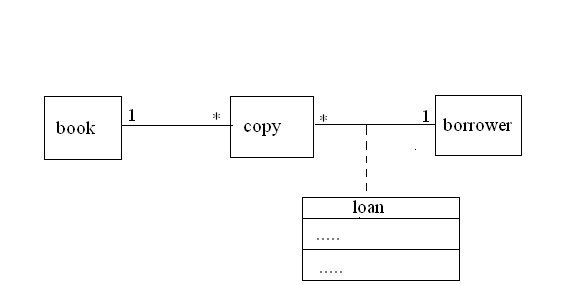 book
1
*
copy
*
1
borrower
loan
.....
.....